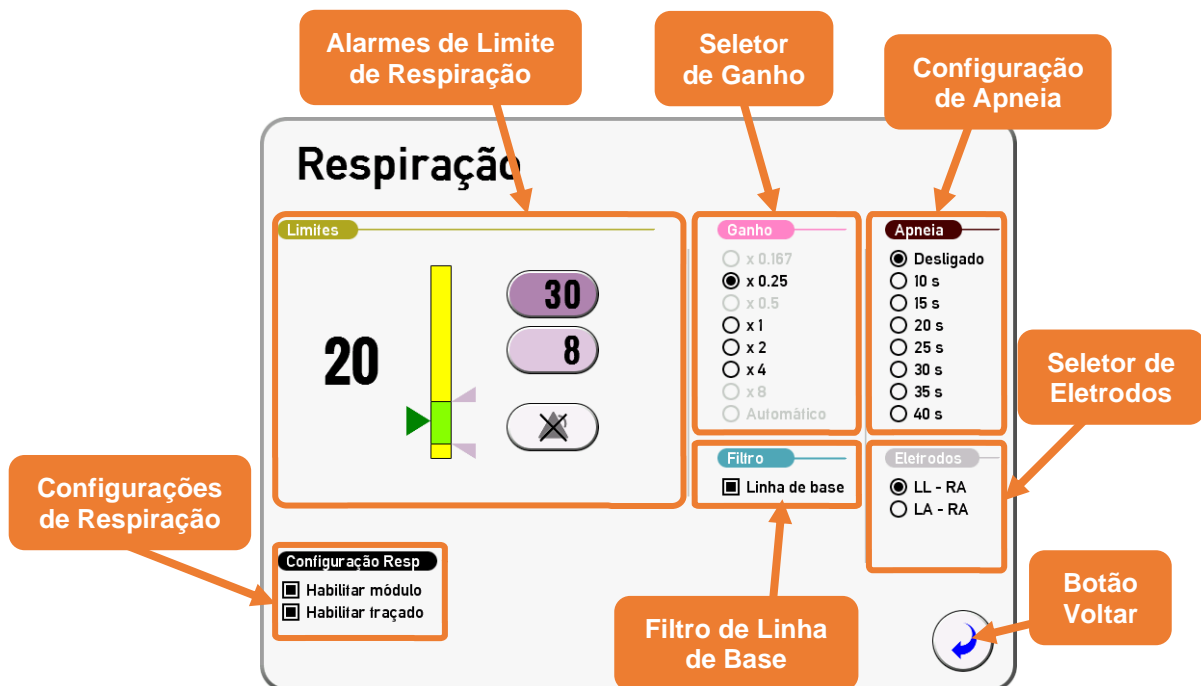 Alarmes de Limite
de Respiração
Seletor
de Ganho
Configuração
de Apneia
Respiração
Limites
20
30
8
Ganho
x 0.167
x 0.25
x 0.5
x 1
x 2
x 4
x 8
Automático
Apneia
Desligado
10 s
15 s
20 s
25 s
30 s
35 s
40 s
Seletor de
Eletrodos
Filtro
Linha de base
Eletrodos
LL - RA
LA - RA
Configurações
de Respiração
Configuração Resp
Habilitar módulo
Habilitar traçado
Filtro de Linha
de Base
Botão
Voltar